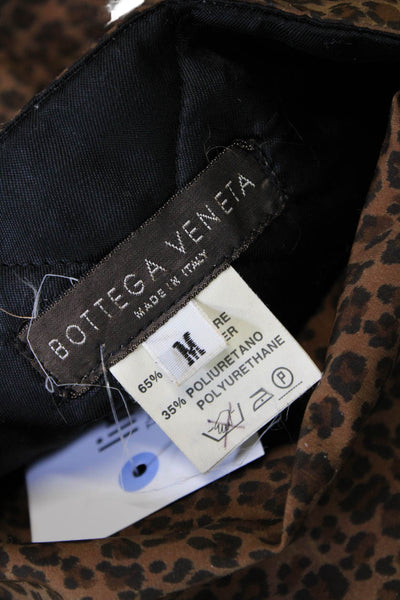 BOTTEGA VENETA
MADE IN ITALY
M
65%
35% POLIURETANO
POLYURETHANE
P